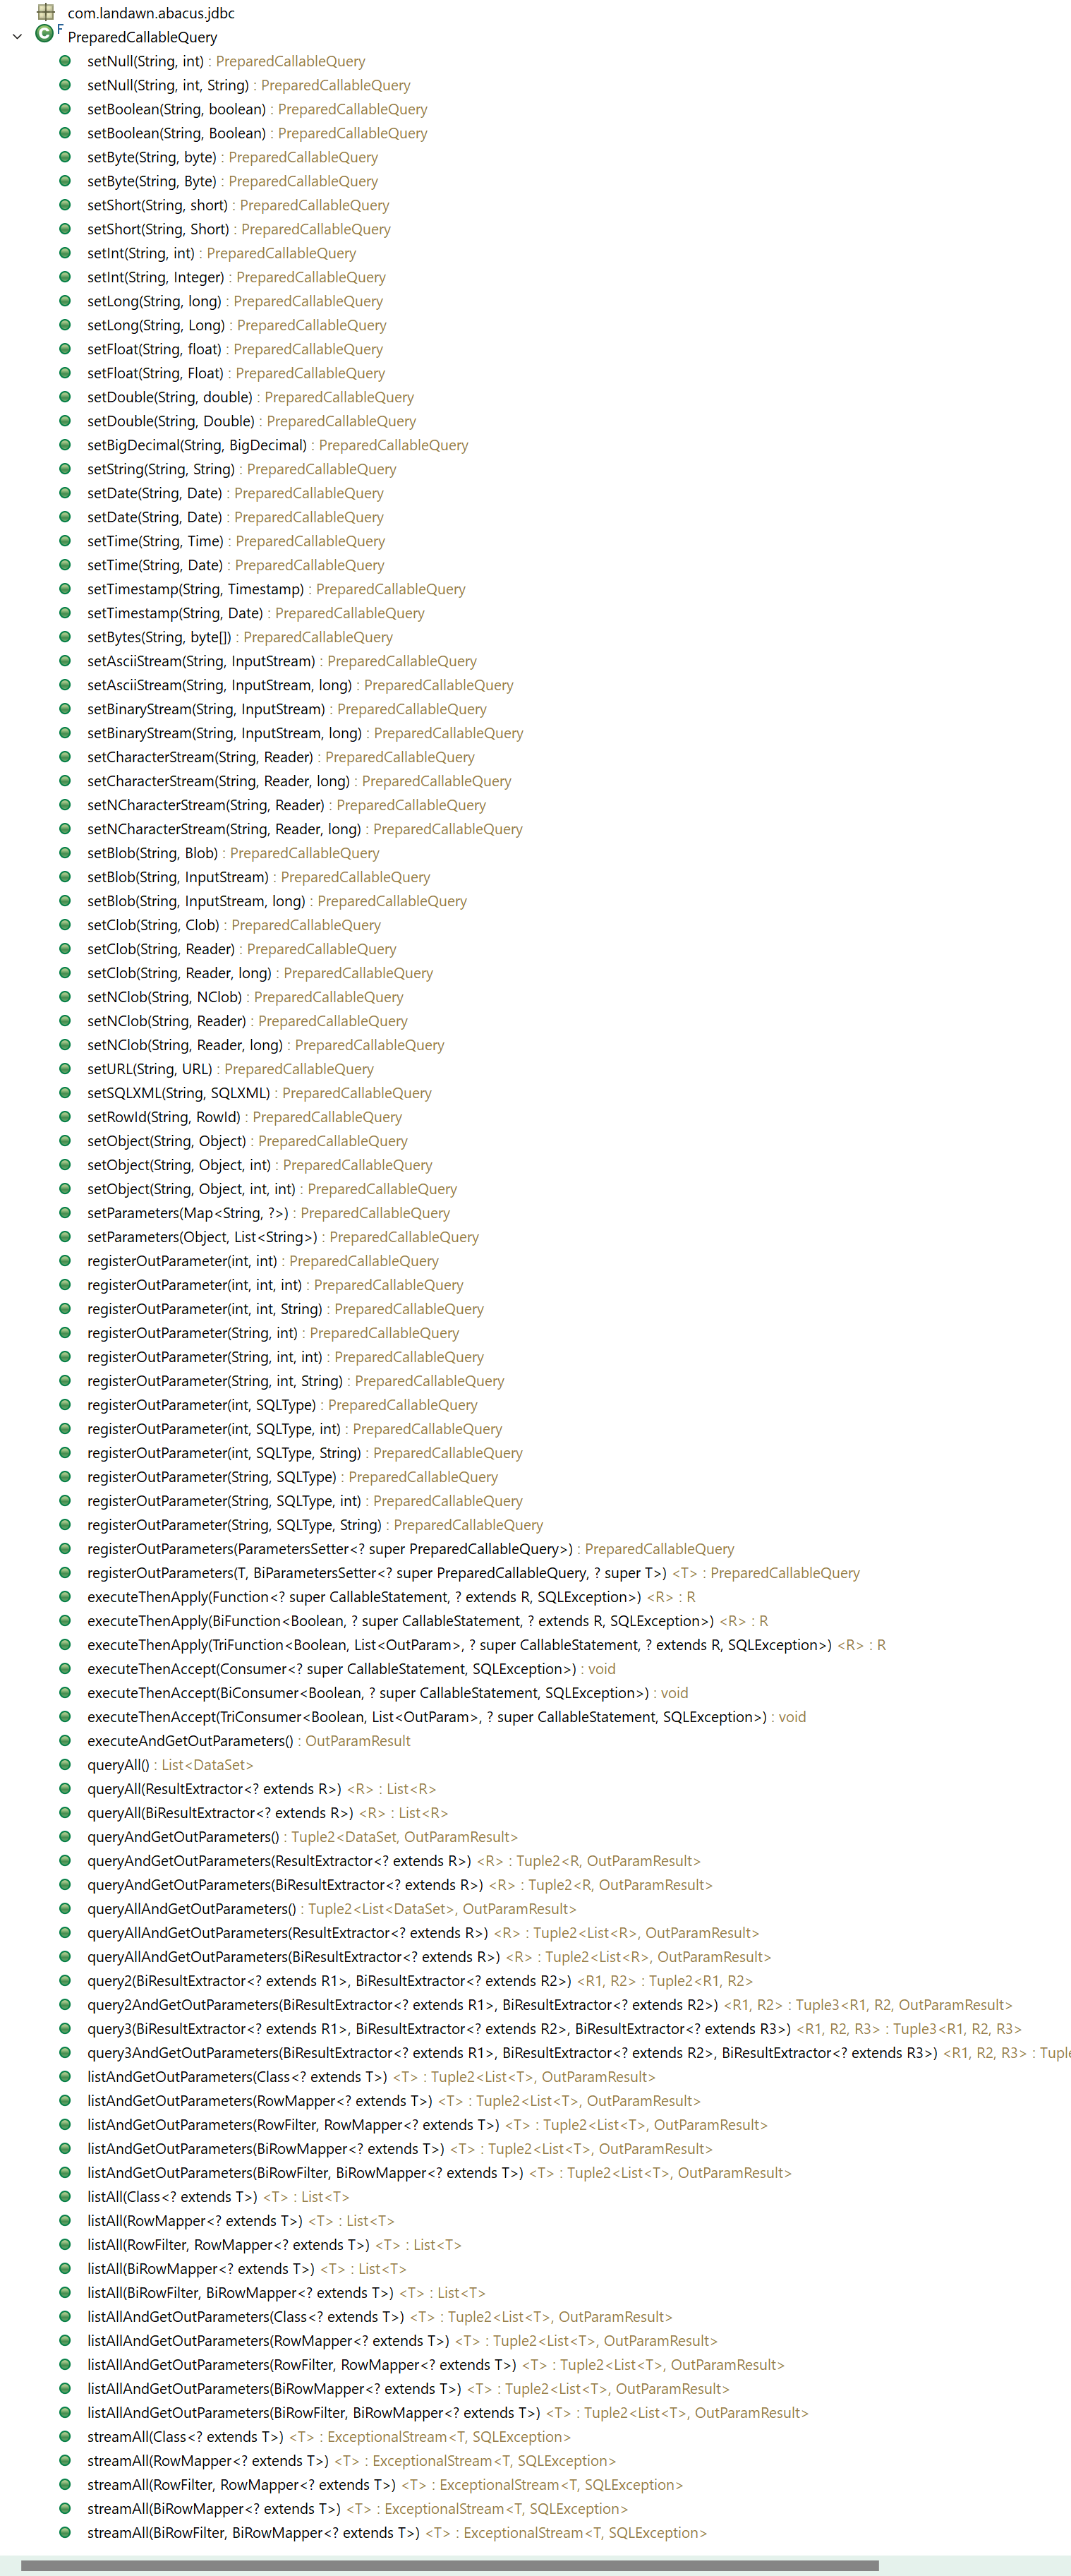 com.landawn.abacus.jdbc
F PreparedCallableQuery
setNull(String, int) : PreparedCallableQuery
setNull(String, int, String) : PreparedCallableQuery
setBoolean(String, boolean) : PreparedCallableQuery
setBoolean(String, Boolean) : PreparedCallableQuery
setByte(String, byte) : PreparedCallableQuery
setByte(String, Byte) : PreparedCallableQuery
setShort(String, short) : PreparedCallableQuery
setShort(String, Short) : PreparedCallableQuery
setInt(String, int) : PreparedCallableQuery
setInt(String, Integer) : PreparedCallableQuery
setLong(String, long) : PreparedCallableQuery
setLong(String, Long) : PreparedCallableQuery
setFloat(String, float) : PreparedCallableQuery
setFloat(String, Float) : PreparedCallableQuery
setDouble(String, double) : PreparedCallableQuery
setDouble(String, Double) : PreparedCallableQuery
setBigDecimal(String, BigDecimal) : PreparedCallableQuery
setString(String, String) : PreparedCallableQuery
setDate(String, Date) : PreparedCallableQuery
setDate(String, Date) : PreparedCallableQuery
setTime(String, Time) : PreparedCallableQuery
setTime(String, Date) : PreparedCallableQuery
setTimestamp(String, Timestamp) : PreparedCallableQuery
setTimestamp(String, Date) : PreparedCallableQuery
setBytes(String, byte[]) : PreparedCallableQuery
setAsciiStream(String, InputStream) : PreparedCallableQuery
setAsciiStream(String, InputStream, long) : PreparedCallableQuery
setBinaryStream(String, InputStream) : PreparedCallableQuery
setBinaryStream(String, InputStream, long) : PreparedCallableQuery
setCharacterStream(String, Reader) : PreparedCallableQuery
setCharacterStream(String, Reader, long) : PreparedCallableQuery
setNCharacterStream(String, Reader) : PreparedCallableQuery
setNCharacterStream(String, Reader, long) : PreparedCallableQuery
setBlob(String, Blob) : PreparedCallableQuery
setBlob(String, InputStream) : PreparedCallableQuery
setBlob(String, InputStream, long) : PreparedCallableQuery
setClob(String, Clob) : PreparedCallableQuery
setClob(String, Reader) : PreparedCallableQuery
setClob(String, Reader, long) : PreparedCallableQuery
setNClob(String, NClob) : PreparedCallableQuery
setNClob(String, Reader) : PreparedCallableQuery
setNClob(String, Reader, long) : PreparedCallableQuery
setURL(String, URL) : PreparedCallableQuery
setSQLXML(String, SQLXML) : PreparedCallableQuery
setRowId(String, RowId) : PreparedCallableQuery
setObject(String, Object) : PreparedCallableQuery
setObject(String, Object, int) : PreparedCallableQuery
setObject(String, Object, int, int) : PreparedCallableQuery
setParameters(Map<String, ?>) : PreparedCallableQuery
setParameters(Object, List<String>) : PreparedCallableQuery
registerOutParameter(int, int) : PreparedCallableQuery
registerOutParameter(int, int, int) : PreparedCallableQuery
registerOutParameter(int, int, String) : PreparedCallableQuery
registerOutParameter(String, int) : PreparedCallableQuery
registerOutParameter(String, int, int) : PreparedCallableQuery
registerOutParameter(String, int, String) : PreparedCallableQuery
registerOutParameter(int, SQLType) : PreparedCallableQuery
registerOutParameter(int, SQLType, int) : PreparedCallableQuery
registerOutParameter(int, SQLType, String) : PreparedCallableQuery
registerOutParameter(String, SQLType) : PreparedCallableQuery
registerOutParameter(String, SQLType, int) : PreparedCallableQuery
registerOutParameter(String, SQLType, String) : PreparedCallableQuery
registerOutParameters(ParametersSetter<? super PreparedCallableQuery>) : PreparedCallableQuery
registerOutParameters(T, BiParametersSetter<? super PreparedCallableQuery, ? super T>) <T> : PreparedCallableQuery
executeThenApply(Function<? super CallableStatement, ? extends R, SQLException>) <R> : R
executeThenApply(BiFunction<Boolean, ? super CallableStatement, ? extends R, SQLException>) <R> : R
executeThenApply(TriFunction<Boolean, List<OutParam>, ? super CallableStatement, ? extends R, SQLException>) <R> : R
executeThenAccept(Consumer<? super CallableStatement, SQLException>) : void
executeThenAccept(BiConsumer<Boolean, ? super CallableStatement, SQLException>) : void
executeThenAccept(TriConsumer<Boolean, List<OutParam>, ? super CallableStatement, SQLException>) : void
executeAndGetOutParameters() : OutParamResult
queryAll() : List<DataSet>
queryAll(ResultExtractor<? extends R>) <R> : List<R>
queryAll(BiResultExtractor<? extends R>) <R> : List<R>
queryAndGetOutParameters() : Tuple2<DataSet, OutParamResult>
queryAndGetOutParameters(ResultExtractor<? extends R>) <R> : Tuple2<R, OutParamResult>
queryAndGetOutParameters(BiResultExtractor<? extends R>) <R> : Tuple2<R, OutParamResult>
queryAllAndGetOutParameters() : Tuple2<List<DataSet>, OutParamResult>
queryAllAndGetOutParameters(ResultExtractor<? extends R>) <R> : Tuple2<List<R>, OutParamResult>
queryAllAndGetOutParameters(BiResultExtractor<? extends R>) <R> : Tuple2<List<R>, OutParamResult>
query2(BiResultExtractor<? extends R1>, BiResultExtractor<? extends R2>) <R1, R2> : Tuple2<R1, R2>
query2AndGetOutParameters(BiResultExtractor<? extends R1>, BiResultExtractor<? extends R2>) <R1, R2> : Tuple3<R1, R2, OutParamResult>
query3(BiResultExtractor<? extends R1>, BiResultExtractor<? extends R2>, BiResultExtractor<? extends R3>) <R1, R2, R3> : Tuple3<R1, R2, R3>
query3AndGetOutParameters(BiResultExtractor<? extends R1>, BiResultExtractor<? extends R2>, BiResultExtractor<? extends R3>) <R1, R2, R3> : Tuple
listAndGetOutParameters(Class<? extends T>) <T> : Tuple2<List<T>, OutParamResult>
listAndGetOutParameters(RowMapper<? extends T>) <T> : Tuple2<List<T>, OutParamResult>
listAndGetOutParameters(RowFilter, RowMapper<? extends T>) <T> : Tuple2<List<T>, OutParamResult>
listAndGetOutParameters(BiRowMapper<? extends T>) <T> : Tuple2<List<T>, OutParamResult>
listAndGetOutParameters(BiRowFilter, BiRowMapper<? extends T>) <T> : Tuple2<List<T>, OutParamResult>
listAll(Class<? extends T>) <T> : List<T>
listAll(RowMapper<? extends T>) <T> : List<T>
listAll(RowFilter, RowMapper<? extends T>) <T> : List<T>
listAll(BiRowMapper<? extends T>) <T> : List<T>
listAll(BiRowFilter, BiRowMapper<? extends T>) <T> : List<T>
listAllAndGetOutParameters(Class<? extends T>) <T> : Tuple2<List<T>, OutParamResult>
listAllAndGetOutParameters(RowMapper<? extends T>) <T> : Tuple2<List<T>, OutParamResult>
listAllAndGetOutParameters(RowFilter, RowMapper<? extends T>) <T> : Tuple2<List<T>, OutParamResult>
listAllAndGetOutParameters(BiRowMapper<? extends T>) <T> : Tuple2<List<T>, OutParamResult>
listAllAndGetOutParameters(BiRowFilter, BiRowMapper<? extends T>) <T> : Tuple2<List<T>, OutParamResult>
streamAll(Class<? extends T>) <T> : ExceptionalStream<T, SQLException>
streamAll(RowMapper<? extends T>) <T> : ExceptionalStream<T, SQLException>
streamAll(RowFilter, RowMapper<? extends T>) <T> : ExceptionalStream<T, SQLException>
streamAll(BiRowMapper<? extends T>) <T> : ExceptionalStream<T, SQLException>
streamAll(BiRowFilter, BiRowMapper<? extends T>) <T> : ExceptionalStream<T, SQLException>